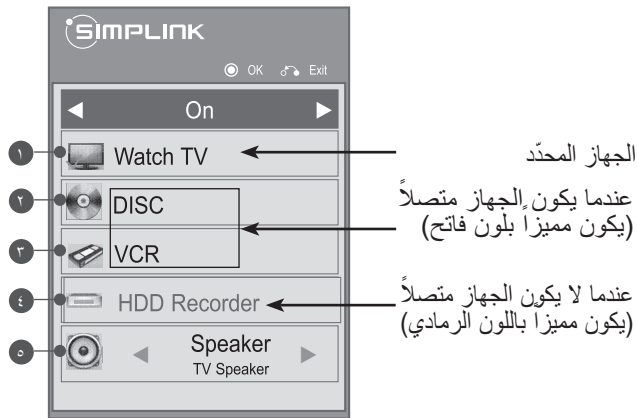 SIMPLINK
OK Exit
On
١ Watch TV
الجهاز المحدّد
٢ DISC
عندما يكون الجهاز متصلاً
(يكون مميزاً بلون فاتح)
٣ VCR
٤ HDD Recorder
عندما لا يكون الجهاز متصلاً
(يكون مميزاً باللون الرمادي)
٥ Speaker
TV Speaker